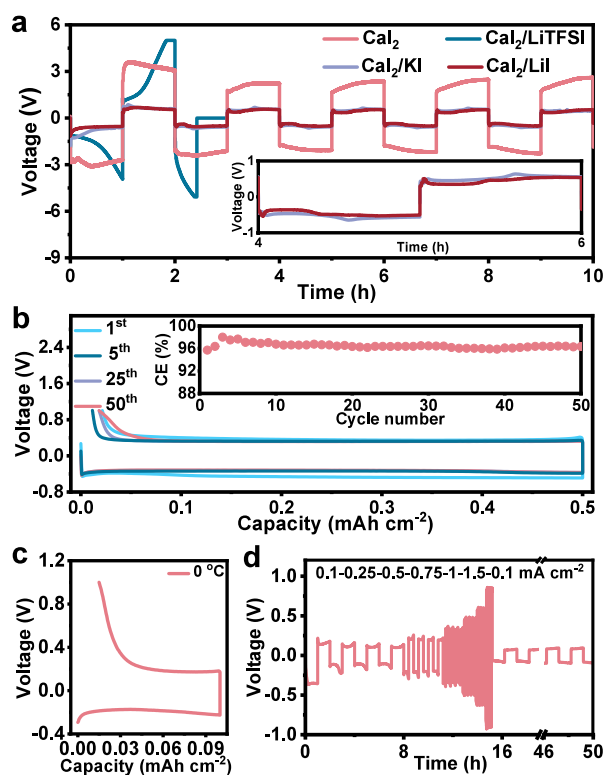 a
6
3
0
-3
-6
-9
Voltage (V)
CaI₂
CaI₂/LiTFSI
CaI₂/KI
CaI₂/LiI
Voltage (V)
1
0
-1
4
6
Time (h)
0 2 4 6 8 10
Time (h)
b
1st
5th
25th
50th
2.4
1.6
0.8
0.0
-0.8
Voltage (V)
CE (%)
100
96
92
88
0 10 20 30 40 50
Cycle number
0.0 0.1 0.2 0.3 0.4 0.5
Capacity (mAh cm⁻²)
c
0 °C
1.2
0.8
0.4
0.0
-0.4
Voltage (V)
0.00 0.03 0.06 0.09
Capacity (mAh cm⁻²)
d
0.1-0.25-0.5-0.75-1-1.5-0.1 mA cm⁻²
1.0
0.5
0.0
-0.5
-1.0
Voltage (V)
0 8 16 46 50
Time (h)